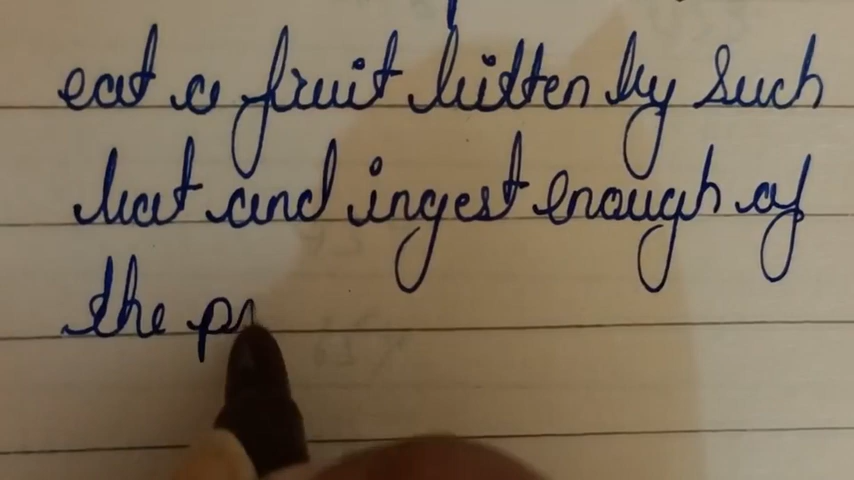 eat a fruit bitten by such
bat and ingest enough of
the